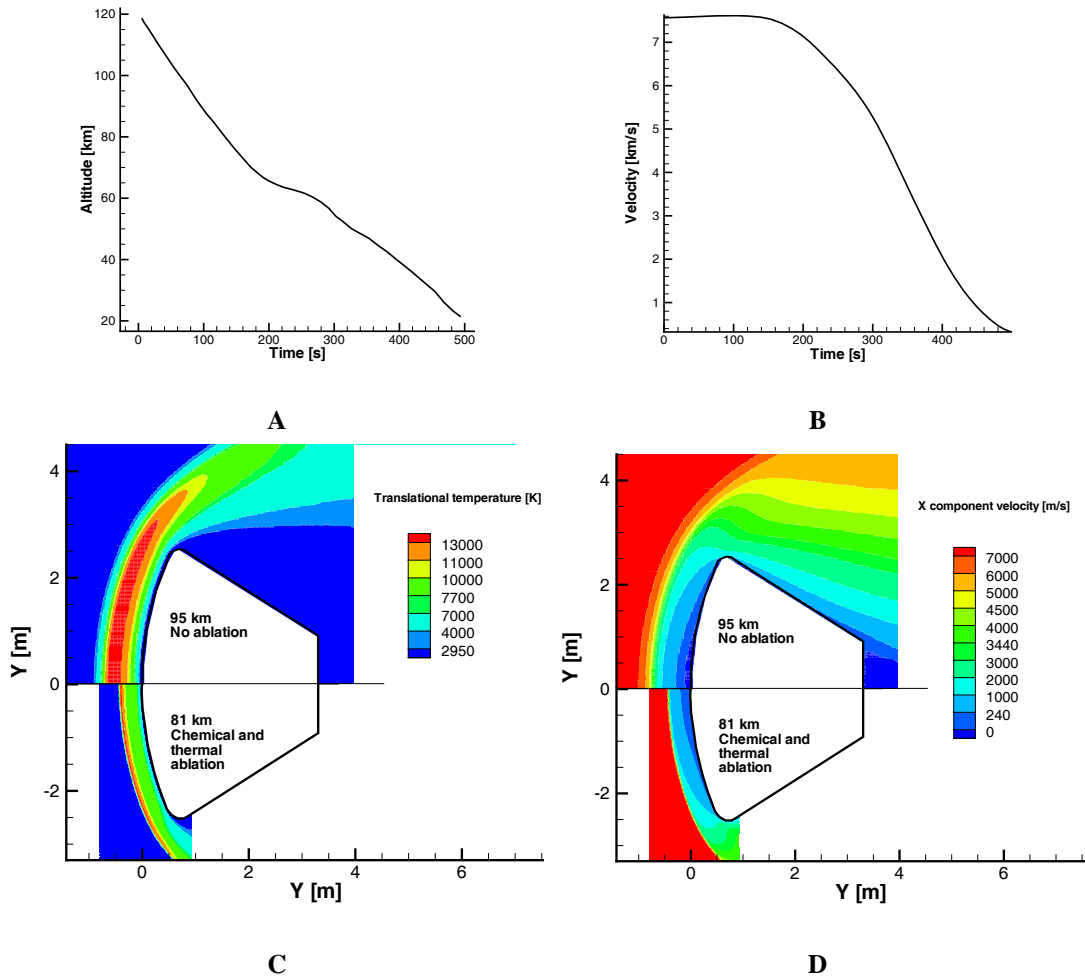 120
100
80
60
40
20
Altitude [km]
0 100 200 300 400 500
Time [s]
A
7
6
5
4
3
2
1
Velocity [km/s]
0 100 200 300 400
Time [s]
B
4
2
0
-2
Y [m]
95 km
No ablation
81 km
Chemical and
thermal
ablation
Translational temperature [K]
13000
11000
10000
7700
7000
4000
2950
0 2 4 6
Y [m]
C
4
2
0
-2
Y [m]
95 km
No ablation
81 km
Chemical and
thermal
ablation
X component velocity [m/s]
7000
6000
5000
4500
4000
3440
3000
2000
1000
240
0
0 2 4 6
Y [m]
D